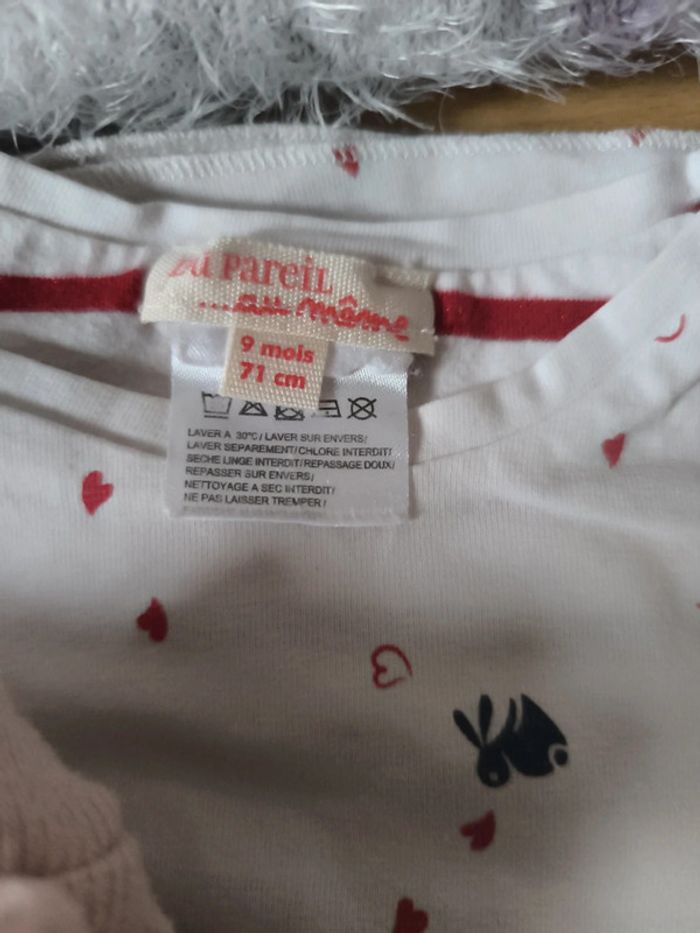 Du Pareil
...au même
9 mois
71 cm
LAVER A 30°C/ LAVER SUR ENVERS/
LAVER SEPAREMENT/CHLORE INTERDIT/
SECHE LINGE INTERDIT/REPASSAGE DOUX/
REPASSER SUR ENVERS/
NETTOYAGE A SEC INTERDIT/
NE PAS LAISSER TREMPER /